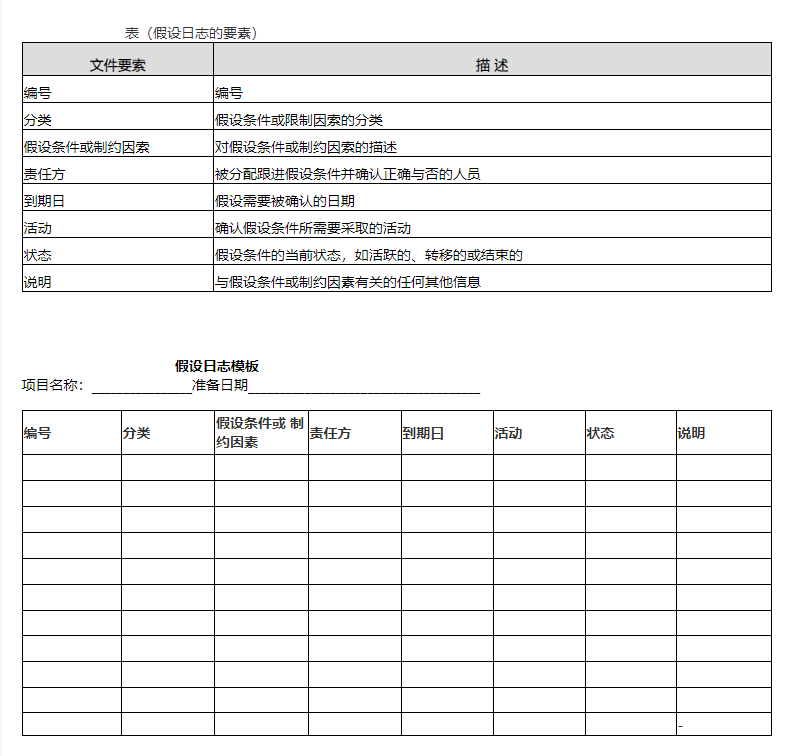 表（假设日志的要素）
文件要素 描 述
编号 编号
分类 假设条件或限制因素的分类
假设条件或制约因素 对假设条件或制约因素的描述
责任方 被分配跟进假设条件并确认正确与否的人员
到期日 假设需要被确认的日期
活动 确认假设条件所需要采取的活动
状态 假设条件的当前状态，如活跃的、转移的或结束的
说明 与假设条件或制约因素有关的任何其他信息
假设日志模板
项目名称：________________准备日期_____________________________________
编号 分类 假设条件或 制约因素 责任方 到期日 活动 状态 说明
-